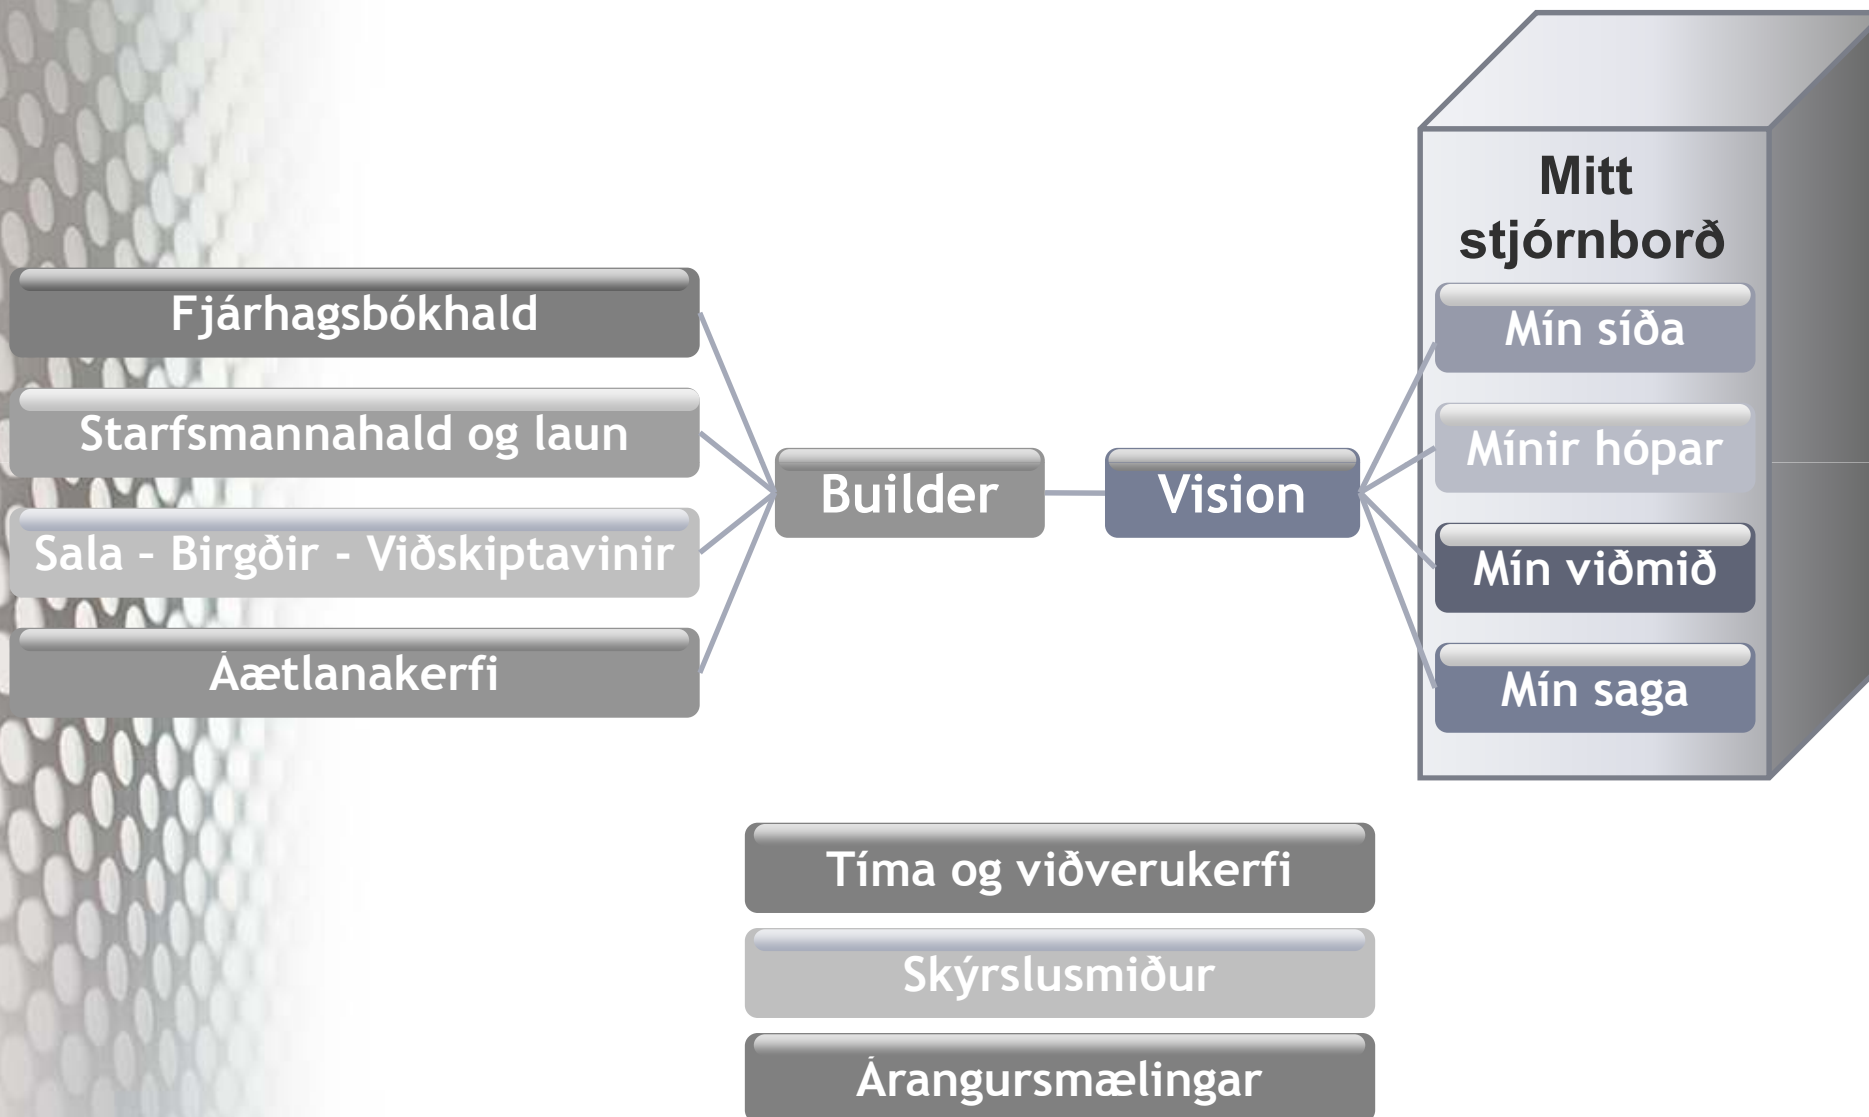 Mitt
stjórnborð
Fjárhagsbókhald
Starfsmannahald og laun
Sala – Birgðir - Viðskiptavinir
Áætlanakerfi
Builder
Vision
Mín síða
Mínir hópar
Mín viðmið
Mín saga
Tíma og viðverukerfi
Skýrslusmiður
Árangursmælingar